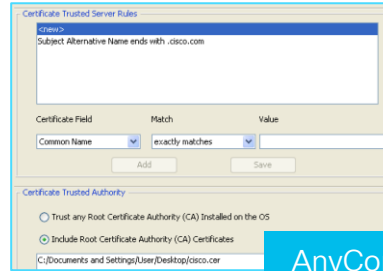 Certificate Trusted Server Rules
<new>
Subject Alternative Name ends with .cisco.com
Certificate Field Match Value
Common Name exactly matches
Add Save
Certificate Trusted Authority
Trust any Root Certificate Authority (CA) Installed on the OS
Include Root Certificate Authority (CA) Certificates
C:/Documents and Settings/User/Desktop/cisco.cer
AnyCo